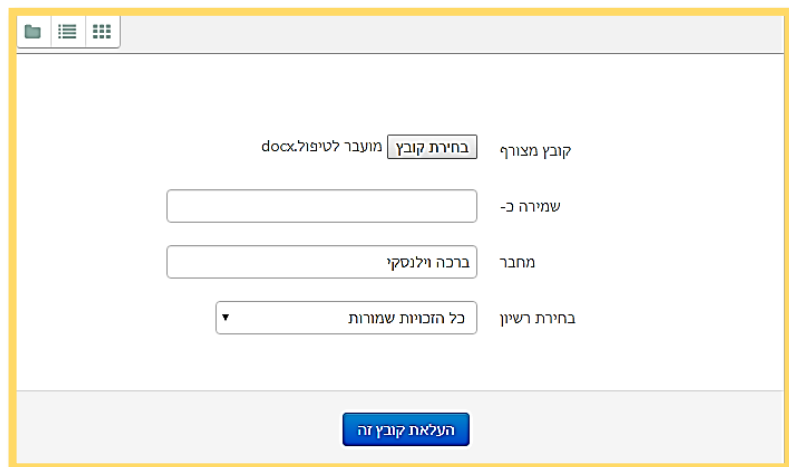 קובץ מצורף בחירת קובץ מועבר לטיפול.docx
שמירה כ-
מחבר ברכה וילנסקי
בחירת רשיון כל הזכויות שמורות
העלאת קובץ זה